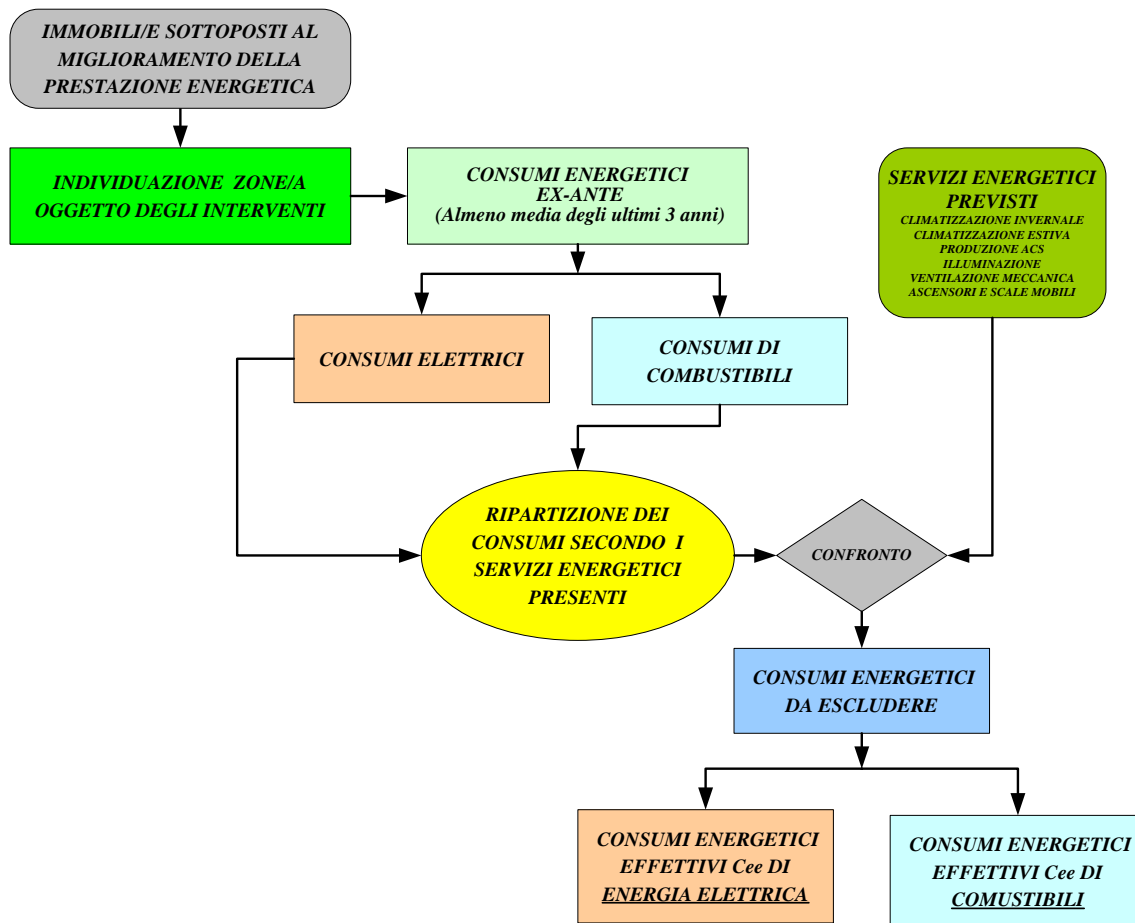 IMMOBILI/E SOTTOPOSTI AL
MIGLIORAMENTO DELLA
PRESTAZIONE ENERGETICA
INDIVIDUAZIONE ZONE/A
OGGETTO DEGLI INTERVENTI
CONSUMI ENERGETICI
EX-ANTE
(Almeno media degli ultimi 3 anni)
SERVIZI ENERGETICI
PREVISTI
CLIMATIZZAZIONE INVERNALE
CLIMATIZZAZIONE ESTIVA
PRODUZIONE ACS
ILLUMINAZIONE
VENTILAZIONE MECCANICA
ASCENSORI E SCALE MOBILI
CONSUMI ELETTRICI
CONSUMI DI
COMBUSTIBILI
RIPARTIZIONE DEI
CONSUMI SECONDO I
SERVIZI ENERGETICI
PRESENTI
CONFRONTO
CONSUMI ENERGETICI
DA ESCLUDERE
CONSUMI ENERGETICI
EFFETTIVI Cee DI
ENERGIA ELETTRICA
CONSUMI ENERGETICI
EFFETTIVI Cee DI
COMUSTIBILI